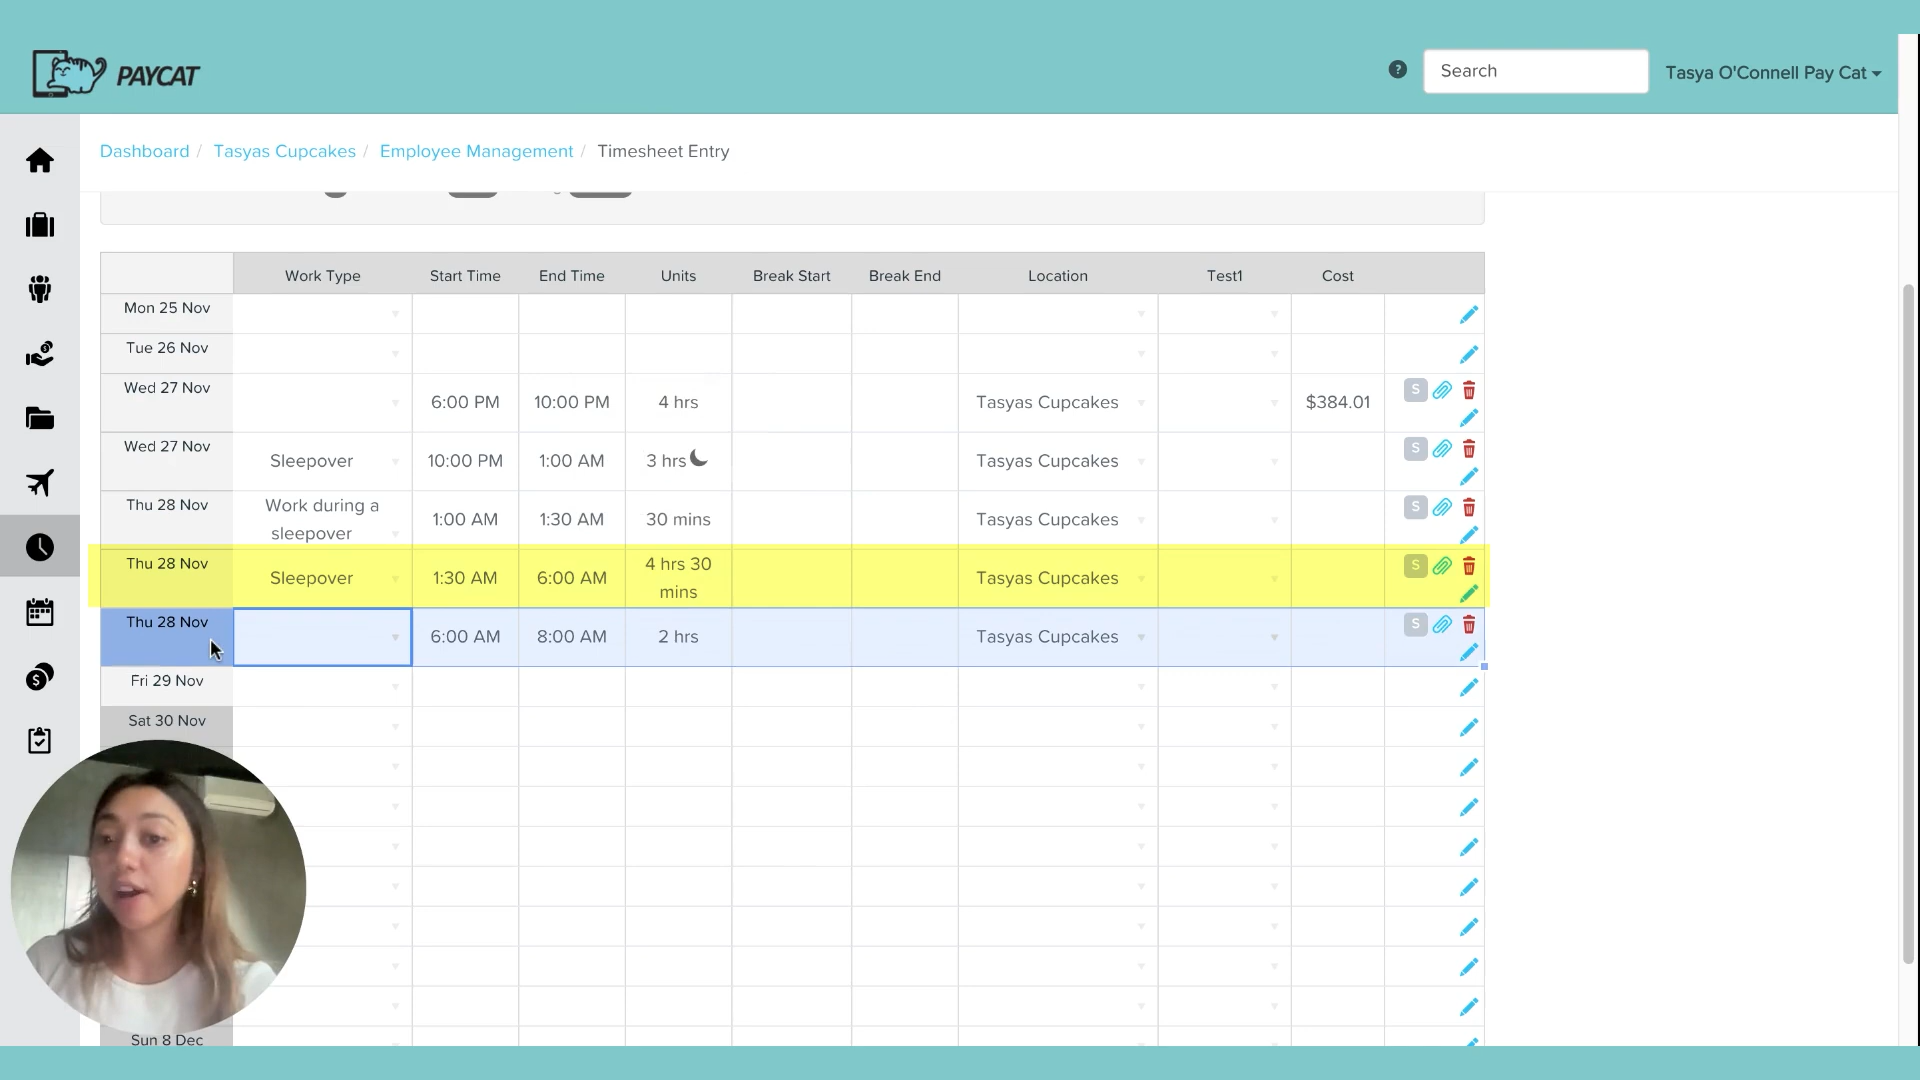 PAYCAT
?
Search
Tasya O'Connell Pay Cat
Dashboard / Tasyas Cupcakes / Employee Management / Timesheet Entry
Work Type Start Time End Time Units Break Start Break End Location Test1 Cost
Mon 25 Nov
Tue 26 Nov
Wed 27 Nov 6:00 PM 10:00 PM 4 hrs Tasyas Cupcakes $384.01 S
Wed 27 Nov Sleepover 10:00 PM 1:00 AM 3 hrs Tasyas Cupcakes S
Thu 28 Nov Work during a
sleepover 1:00 AM 1:30 AM 30 mins Tasyas Cupcakes S
Thu 28 Nov Sleepover 1:30 AM 6:00 AM 4 hrs 30
mins Tasyas Cupcakes S
Thu 28 Nov 6:00 AM 8:00 AM 2 hrs Tasyas Cupcakes S
Fri 29 Nov
Sat 30 Nov
Sun 8 Dec